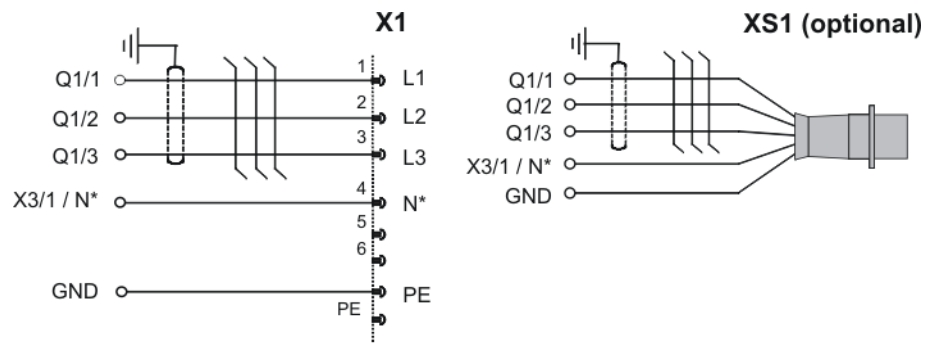 X1
XS1 (optional)
Q1/1
1
L1
Q1/2
2
L2
Q1/3
3
L3
X3/1 / N*
4
N*
5
6
GND
PE
PE
Q1/1
Q1/2
Q1/3
X3/1 / N*
GND